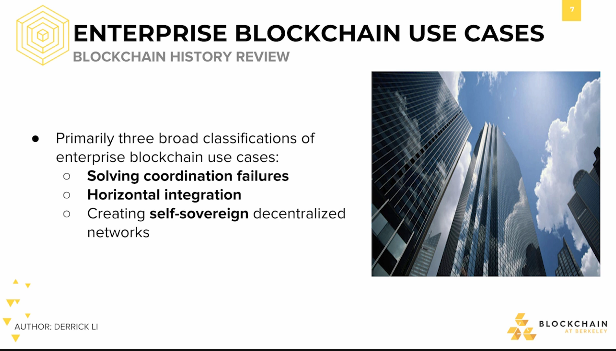 7
ENTERPRISE BLOCKCHAIN USE CASES
BLOCKCHAIN HISTORY REVIEW
● Primarily three broad classifications of
enterprise blockchain use cases:
○ Solving coordination failures
○ Horizontal integration
○ Creating self-sovereign decentralized
networks
AUTHOR: DERRICK LI
BLOCKCHAIN
AT BERKELEY